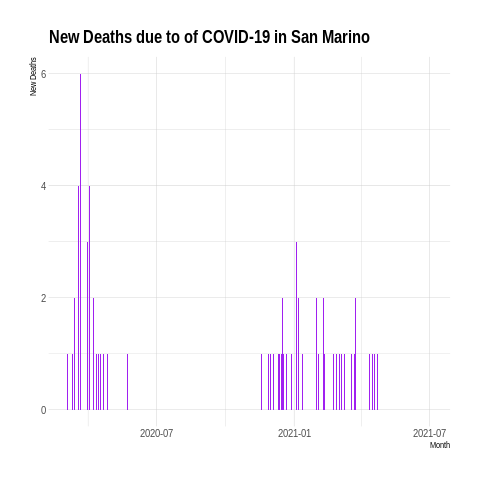 New Deaths due to of COVID-19 in San Marino
New Deaths
6
4
2
0
2020-07
2021-01
2021-07
Month